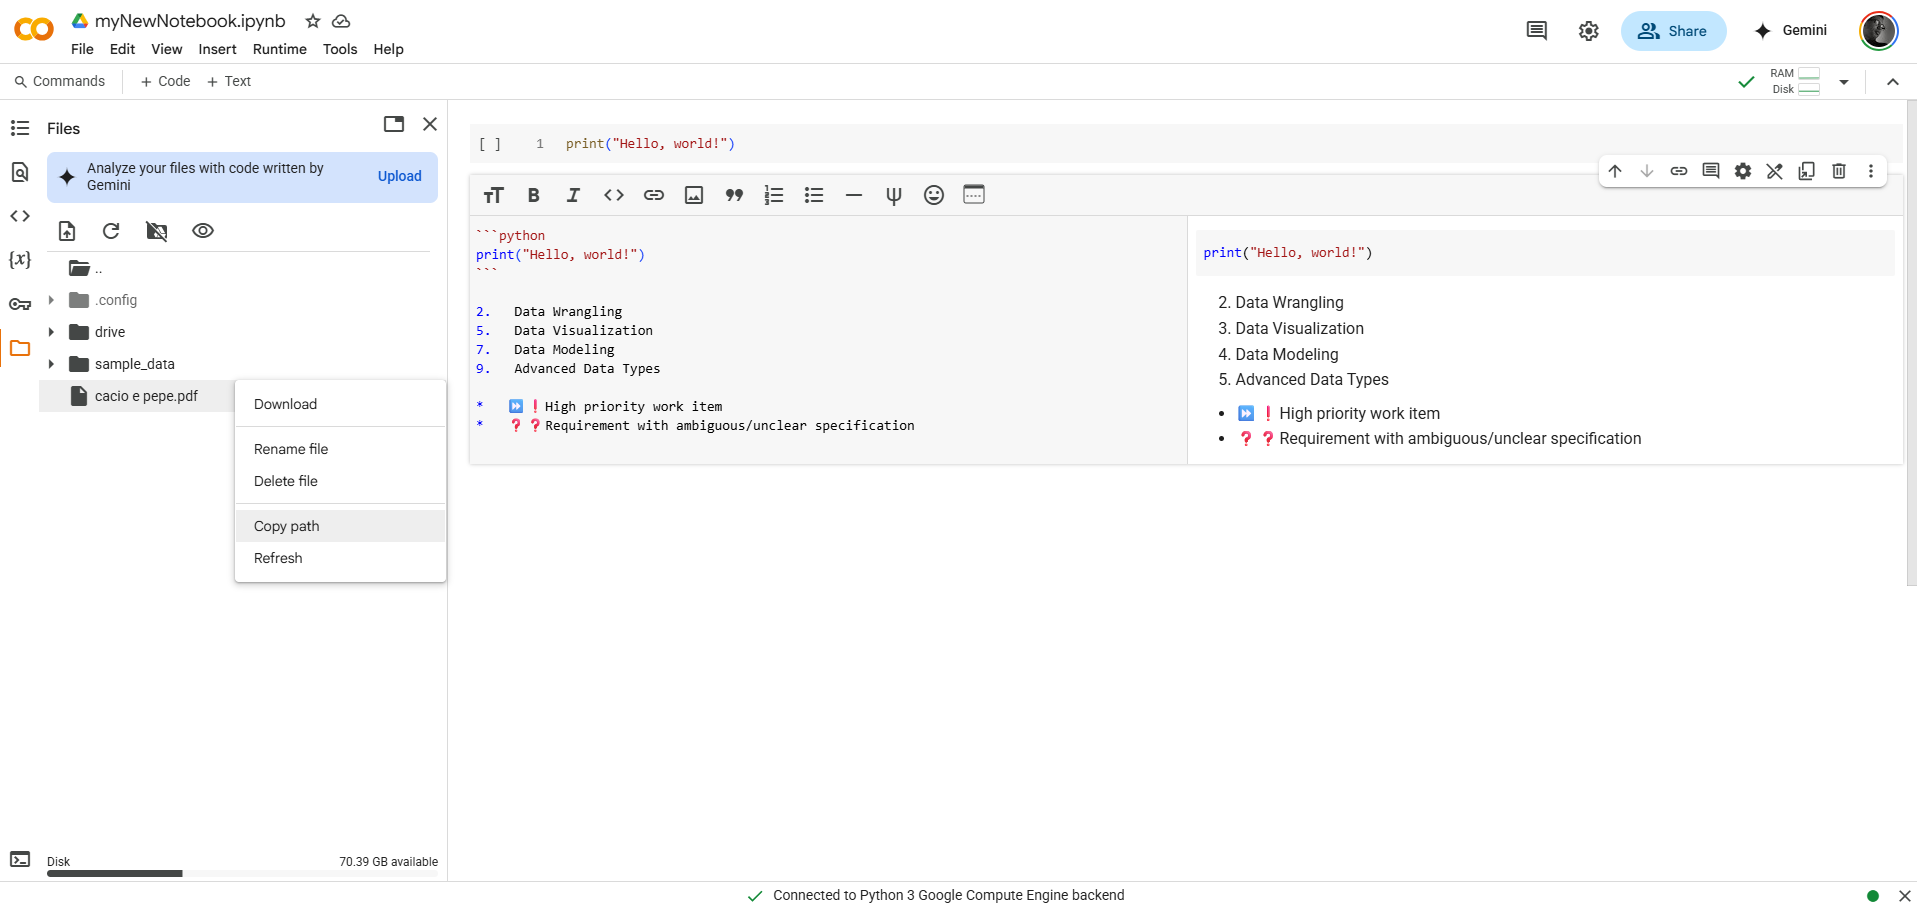 myNewNotebook.ipynb
File Edit View Insert Runtime Tools Help
Share
Gemini
Commands
+ Code + Text
RAM
Disk
Files
Analyze your files with code written by
Gemini
Upload
..
.config
drive
sample_data
cacio e pepe.pdf
Download
Rename file
Delete file
Copy path
Refresh
Disk 70.39 GB available
[ ] 1 print("Hello, world!")
```python
print("Hello, world!")
```
2. Data Wrangling
5. Data Visualization
7. Data Modeling
9. Advanced Data Types
* ⏩❗High priority work item
* ❓❓Requirement with ambiguous/unclear specification
print("Hello, world!")
2. Data Wrangling
3. Data Visualization
4. Data Modeling
5. Advanced Data Types
• ⏩❗High priority work item
• ❓❓Requirement with ambiguous/unclear specification
Connected to Python 3 Google Compute Engine backend